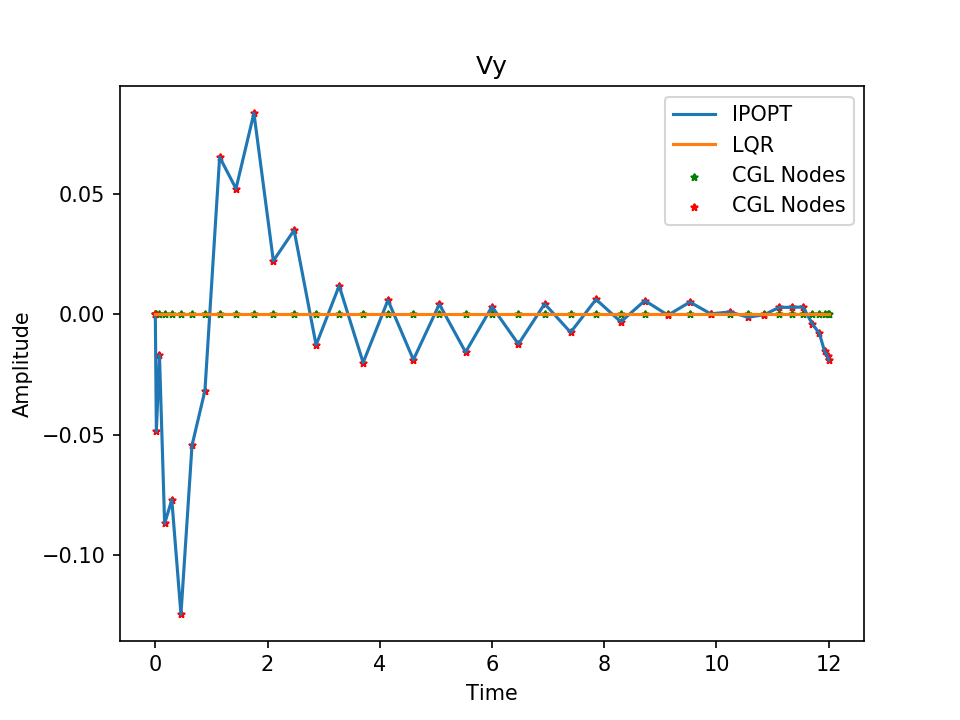 Vy
IPOPT
LQR
CGL Nodes
CGL Nodes
Amplitude
0.05
0.00
−0.05
−0.10
0 2 4 6 8 10 12
Time